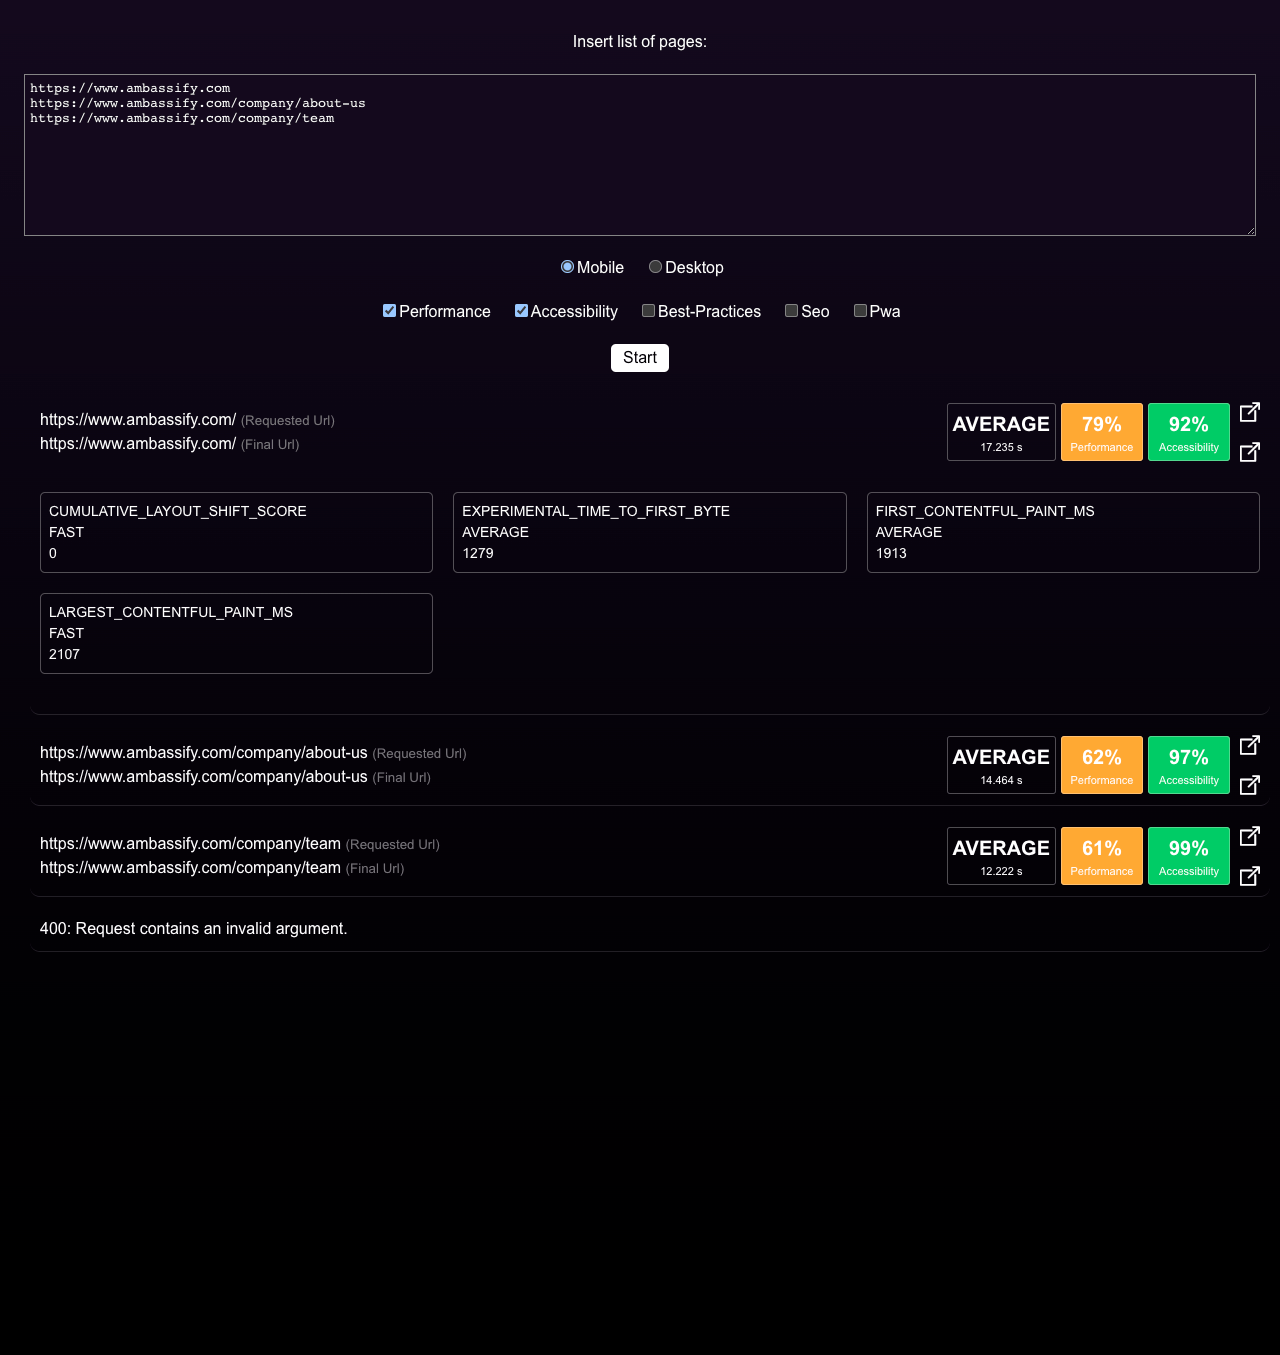 Insert list of pages:
https://www.ambassify.com
https://www.ambassify.com/company/about-us
https://www.ambassify.com/company/team
Mobile Desktop
Performance Accessibility Best-Practices Seo Pwa
Start
https://www.ambassify.com/ (Requested Url)
https://www.ambassify.com/ (Final Url)
AVERAGE
17.235 s
79%
Performance
92%
Accessibility
CUMULATIVE_LAYOUT_SHIFT_SCORE
FAST
0
EXPERIMENTAL_TIME_TO_FIRST_BYTE
AVERAGE
1279
FIRST_CONTENTFUL_PAINT_MS
AVERAGE
1913
LARGEST_CONTENTFUL_PAINT_MS
FAST
2107
https://www.ambassify.com/company/about-us (Requested Url)
https://www.ambassify.com/company/about-us (Final Url)
AVERAGE
14.464 s
62%
Performance
97%
Accessibility
https://www.ambassify.com/company/team (Requested Url)
https://www.ambassify.com/company/team (Final Url)
AVERAGE
12.222 s
61%
Performance
99%
Accessibility
400: Request contains an invalid argument.